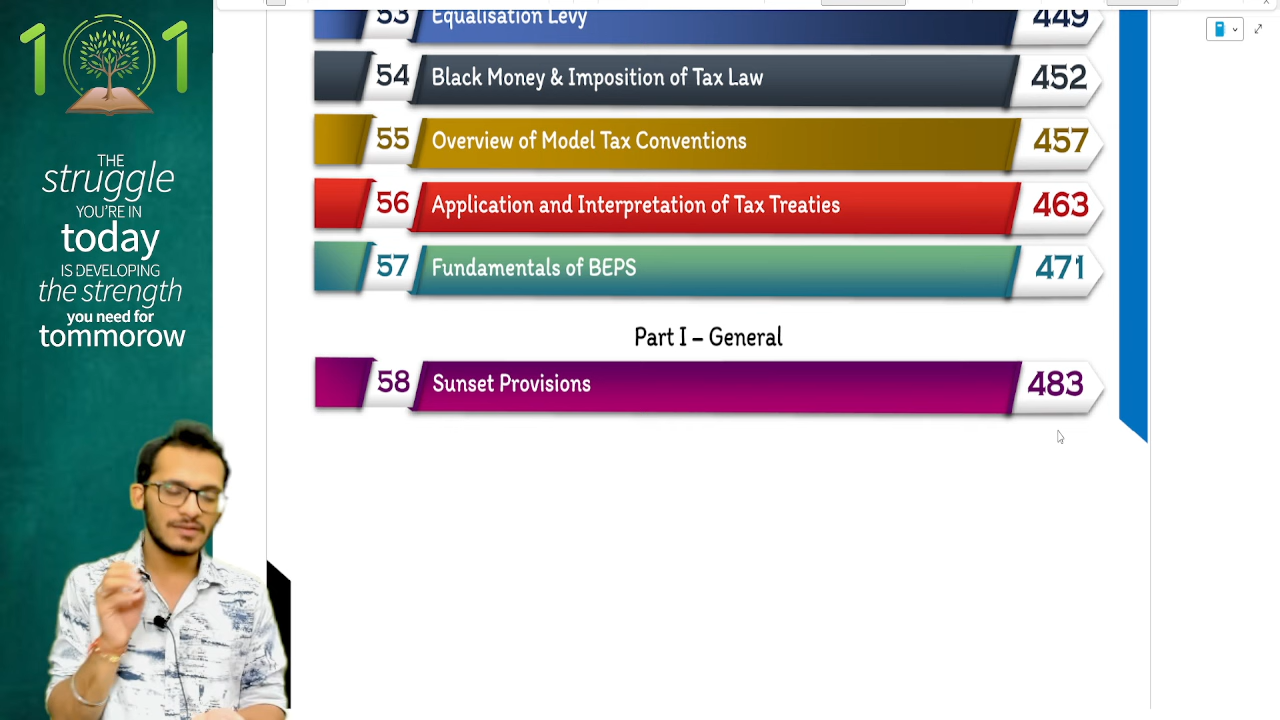 101
THE
struggle
YOU'RE IN
today
IS DEVELOPING
the strength
you need for
tommorow
53 Equalisation Levy 449
54 Black Money & Imposition of Tax Law 452
55 Overview of Model Tax Conventions 457
56 Application and Interpretation of Tax Treaties 463
57 Fundamentals of BEPS 471
Part I – General
58 Sunset Provisions 483